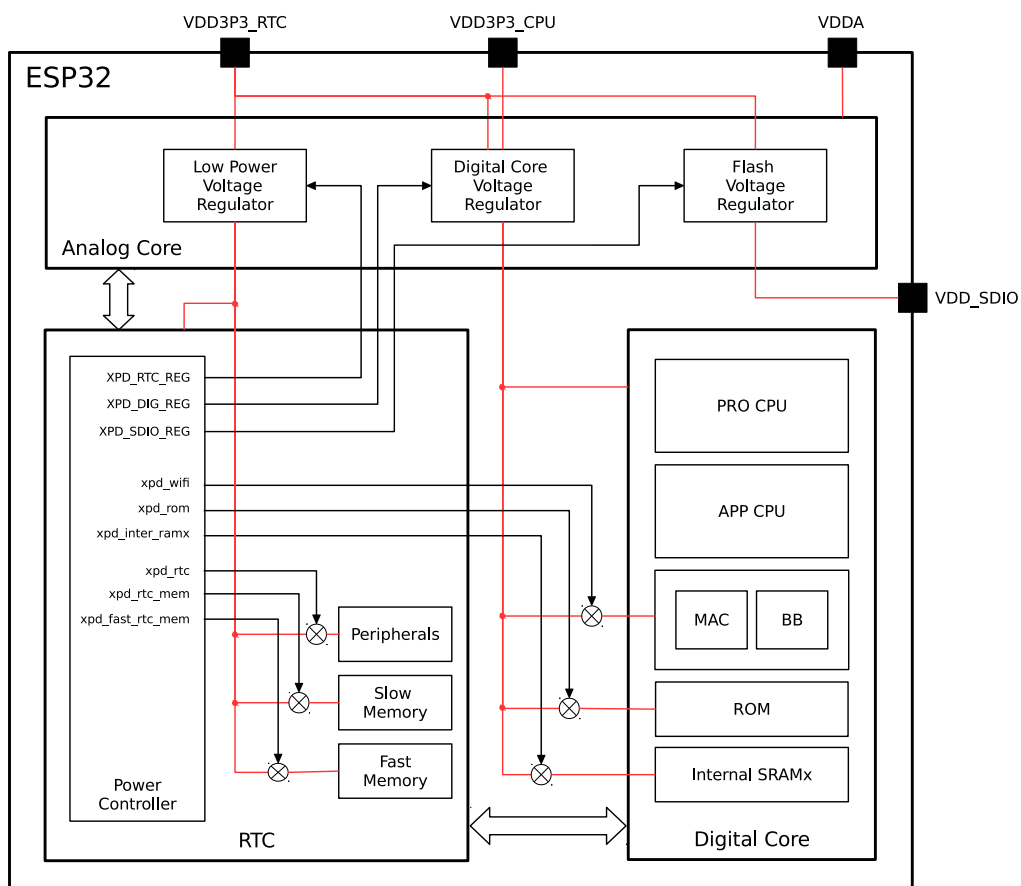 VDD3P3_RTC
VDD3P3_CPU
VDDA
ESP32
Low Power
Voltage
Regulator
Digital Core
Voltage
Regulator
Flash
Voltage
Regulator
Analog Core
VDD_SDIO
XPD_RTC_REG
XPD_DIG_REG
XPD_SDIO_REG
xpd_wifi
xpd_rom
xpd_inter_ramx
xpd_rtc
xpd_rtc_mem
xpd_fast_rtc_mem
Power
Controller
Peripherals
Slow
Memory
Fast
Memory
RTC
PRO CPU
APP CPU
MAC
BB
ROM
Internal SRAMx
Digital Core